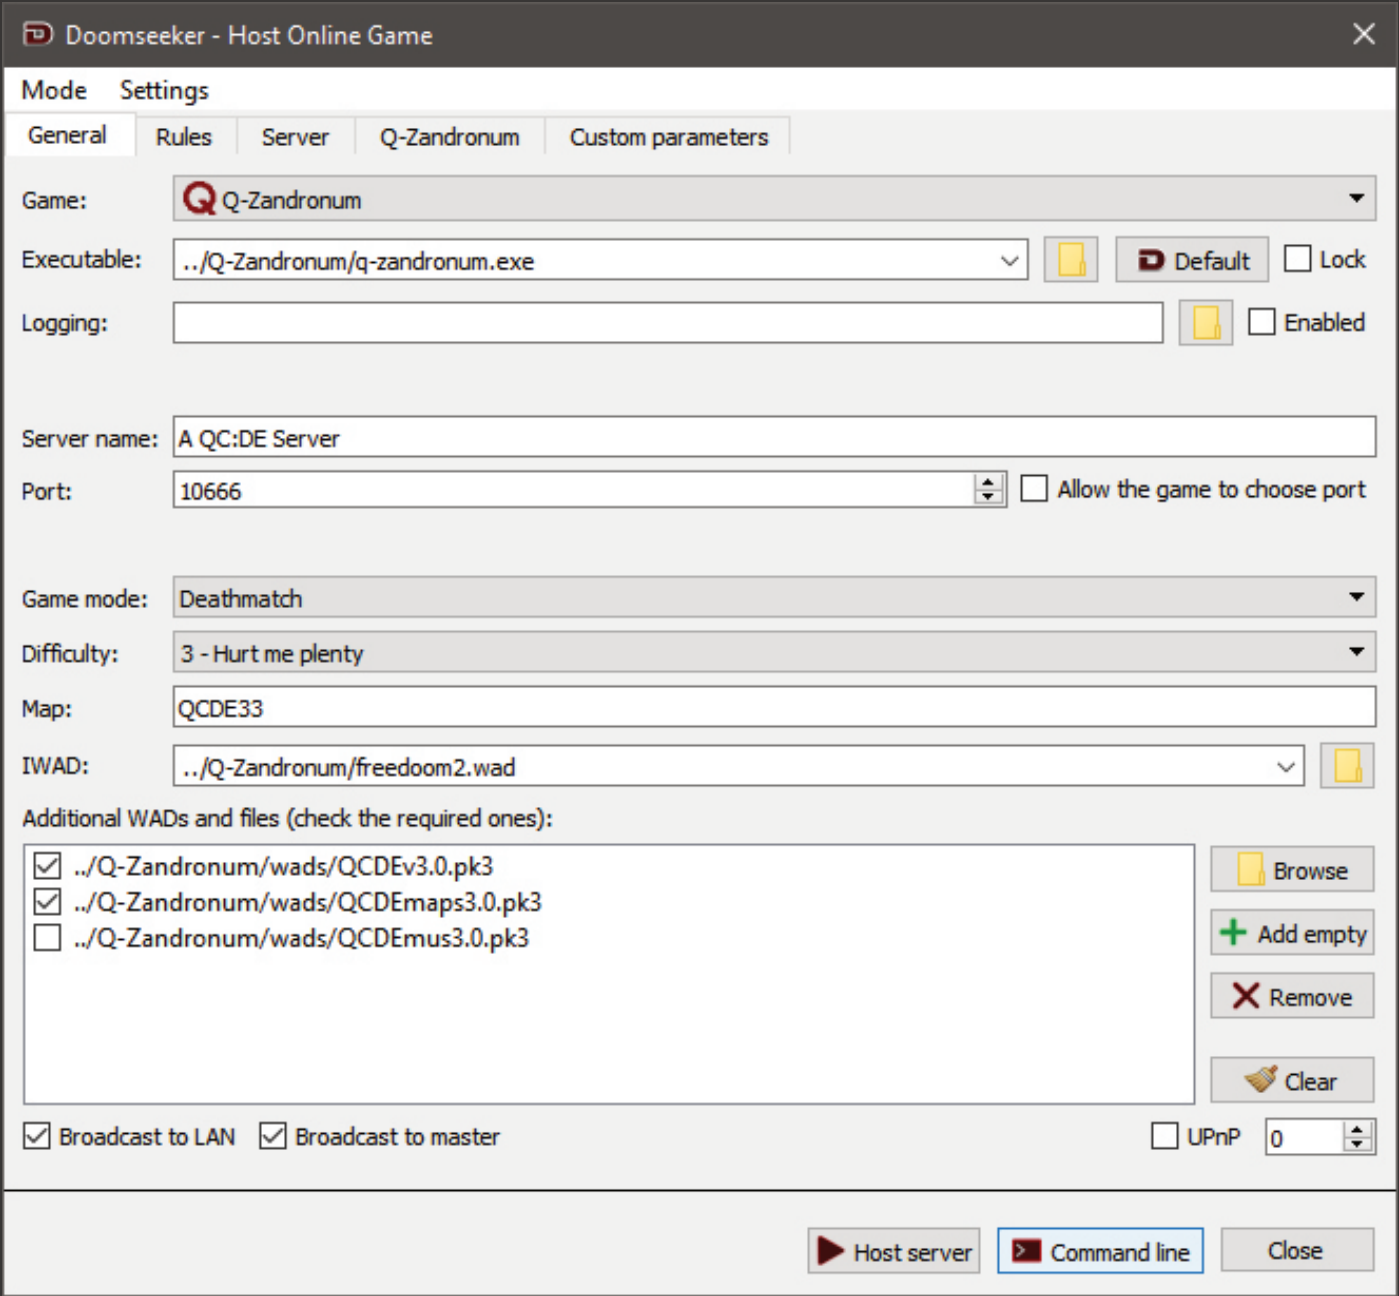 Doomseeker - Host Online Game
Mode Settings
General Rules Server Q-Zandronum Custom parameters
Game: Q-Zandronum
Executable: ../Q-Zandronum/q-zandronum.exe Default Lock
Logging: Enabled
Server name: A QC:DE Server
Port: 10666 Allow the game to choose port
Game mode: Deathmatch
Difficulty: 3 - Hurt me plenty
Map: QCDE33
IWAD: ../Q-Zandronum/freedoom2.wad
Additional WADs and files (check the required ones):
../Q-Zandronum/wads/QCDEv3.0.pk3 Browse
../Q-Zandronum/wads/QCDEmaps3.0.pk3
../Q-Zandronum/wads/QCDEmus3.0.pk3 Add empty
Remove
Clear
Broadcast to LAN Broadcast to master UPnP 0
Host server Command line Close